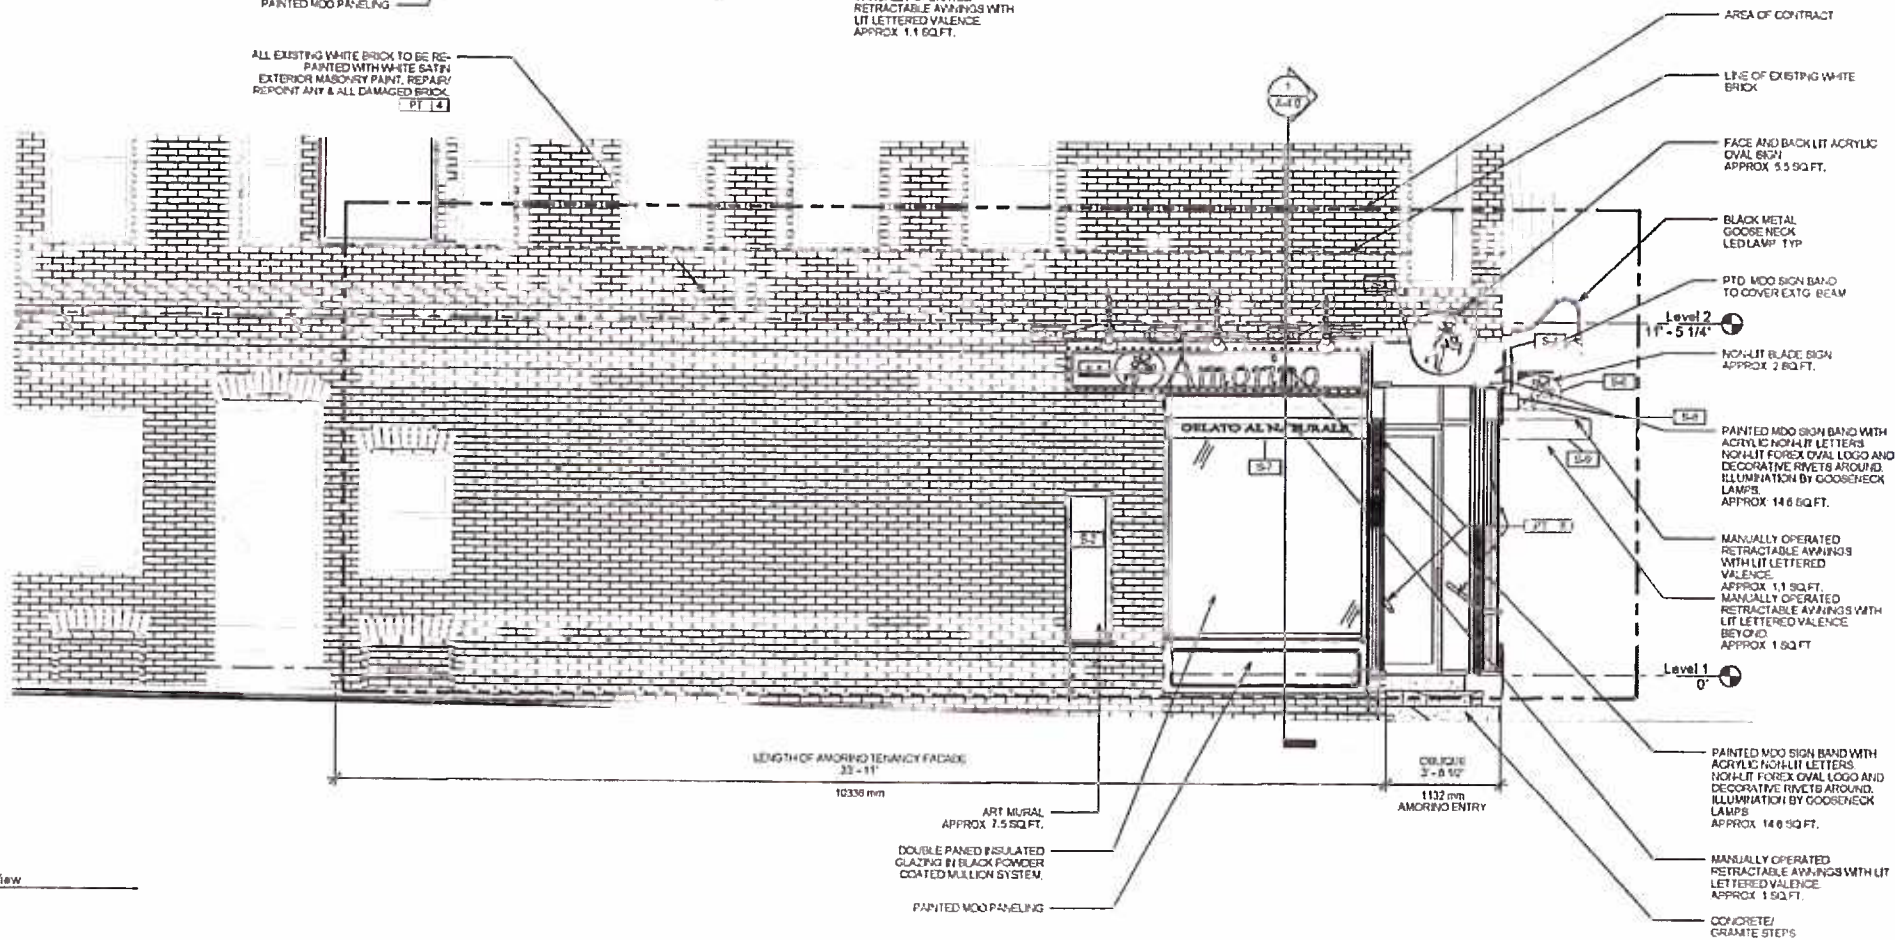 PAINTED MDO PANELING
RETRACTABLE AWNINGS WITH
LIT LETTERED VALENCE
APPROX 1.1 SQ.FT.
ALL EXISTING WHITE BRICK TO BE RE-
PAINTED WITH WHITE SATIN
EXTERIOR MASONRY PAINT. REPAIR/
REPOINT ANY & ALL DAMAGED BRICK.
PT 4
1
A-4.0
AREA OF CONTRACT
LINE OF EXISTING WHITE
BRICK
FACE AND BACK LIT ACRYLIC
OVAL SIGN
APPROX 5.5 SQ.FT.
BLACK METAL
GOOSE NECK
LED LAMP TYP
PTD. MDO SIGN BAND
TO COVER EXTG. BEAM
Level 2
11' - 5 1/4"
NON-LIT BLADE SIGN
APPROX 2 SQ.FT.
PAINTED MDO SIGN BAND WITH
ACRYLIC NON-LIT LETTERS
NON-LIT FOREX OVAL LOGO AND
DECORATIVE RIVETS AROUND.
ILLUMINATION BY GOOSENECK
LAMPS.
APPROX 14.6 SQ.FT.
MANUALLY OPERATED
RETRACTABLE AWNINGS
WITH LIT LETTERED
VALENCE.
APPROX 1.1 SQ.FT.
MANUALLY OPERATED
RETRACTABLE AWNINGS WITH
LIT LETTERED VALENCE
BEYOND
APPROX 1 SQ.FT
Level 1
0'
PAINTED MDO SIGN BAND WITH
ACRYLIC NON-LIT LETTERS
NON-LIT FOREX OVAL LOGO AND
DECORATIVE RIVETS AROUND.
ILLUMINATION BY GOOSENECK
LAMPS
APPROX 14.6 SQ.FT.
MANUALLY OPERATED
RETRACTABLE AWNINGS WITH LIT
LETTERED VALENCE
APPROX 1 SQ.FT.
CONCRETE/
GRANITE STEPS
Amorino
GELATO AL NATURALE
S-7
S-2
LENGTH OF AMORINO TENANCY FACADE
33' - 11"
10338 mm
OBLIQUE
3' - 8 1/2"
1132 mm
AMORINO ENTRY
ART MURAL
APPROX 7.5 SQ.FT.
DOUBLE PANED INSULATED
GLAZING IN BLACK POWDER
COATED MULLION SYSTEM.
PAINTED MDO PANELING